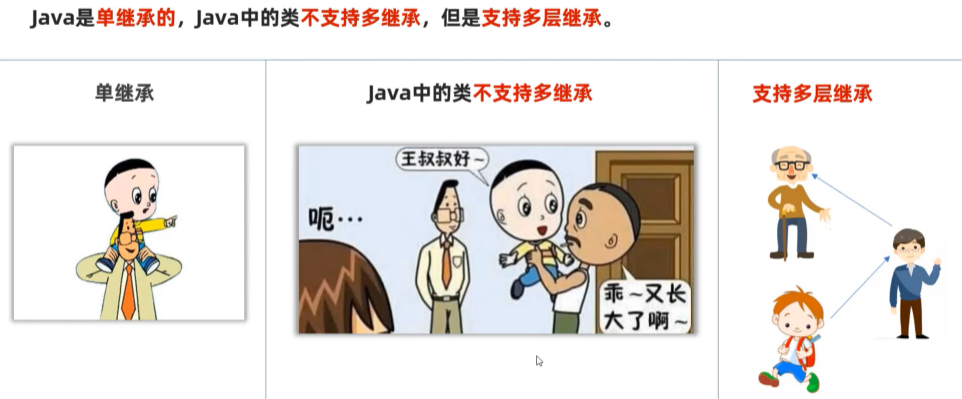 Java是单继承的，Java中的类不支持多继承，但是支持多层继承。
单继承
Java中的类不支持多继承
支持多层继承
王叔叔好~
呃…
乖~又长
大了啊~